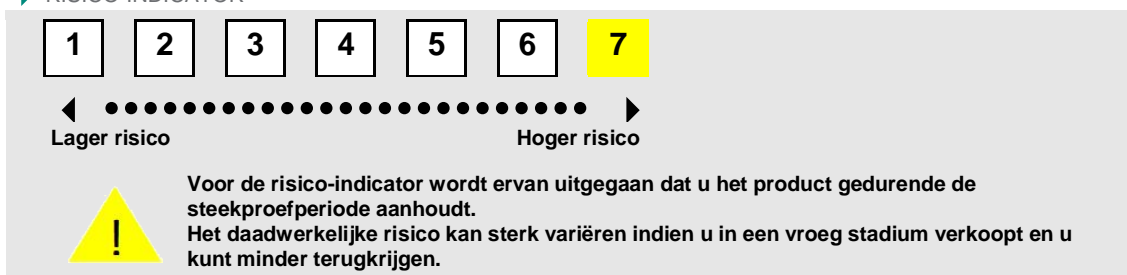 RISICO-INDICATOR
1 2 3 4 5 6 7
Lager risico Hoger risico
Voor de risico-indicator wordt ervan uitgegaan dat u het product gedurende de
steekproefperiode aanhoudt.
!
Het daadwerkelijke risico kan sterk variëren indien u in een vroeg stadium verkoopt en u
kunt minder terugkrijgen.